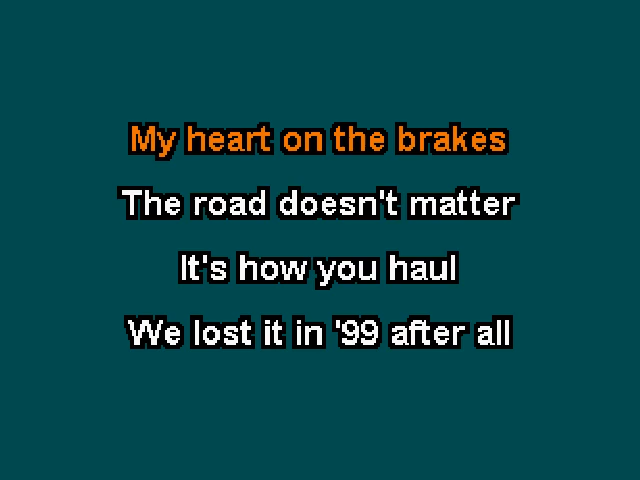 My heart on the brakes
The road doesn't matter
It's how you haul
We lost it in '99 after all